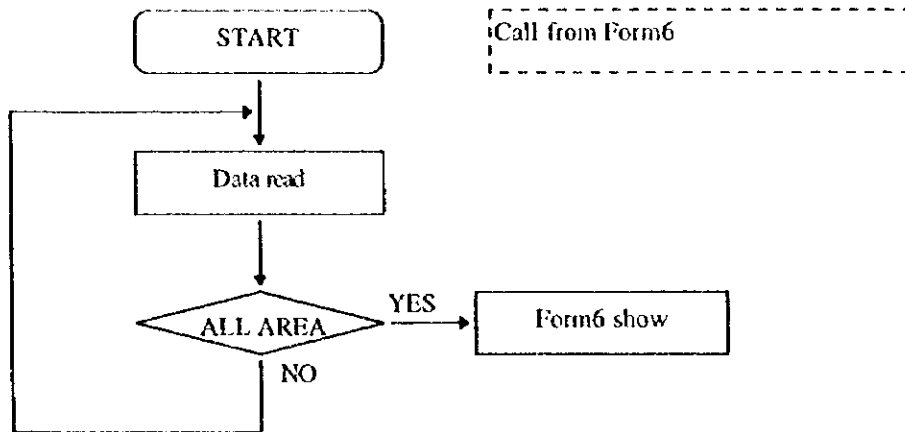 START
Call from Form6
Data read
ALL AREA
YES
Form6 show
NO